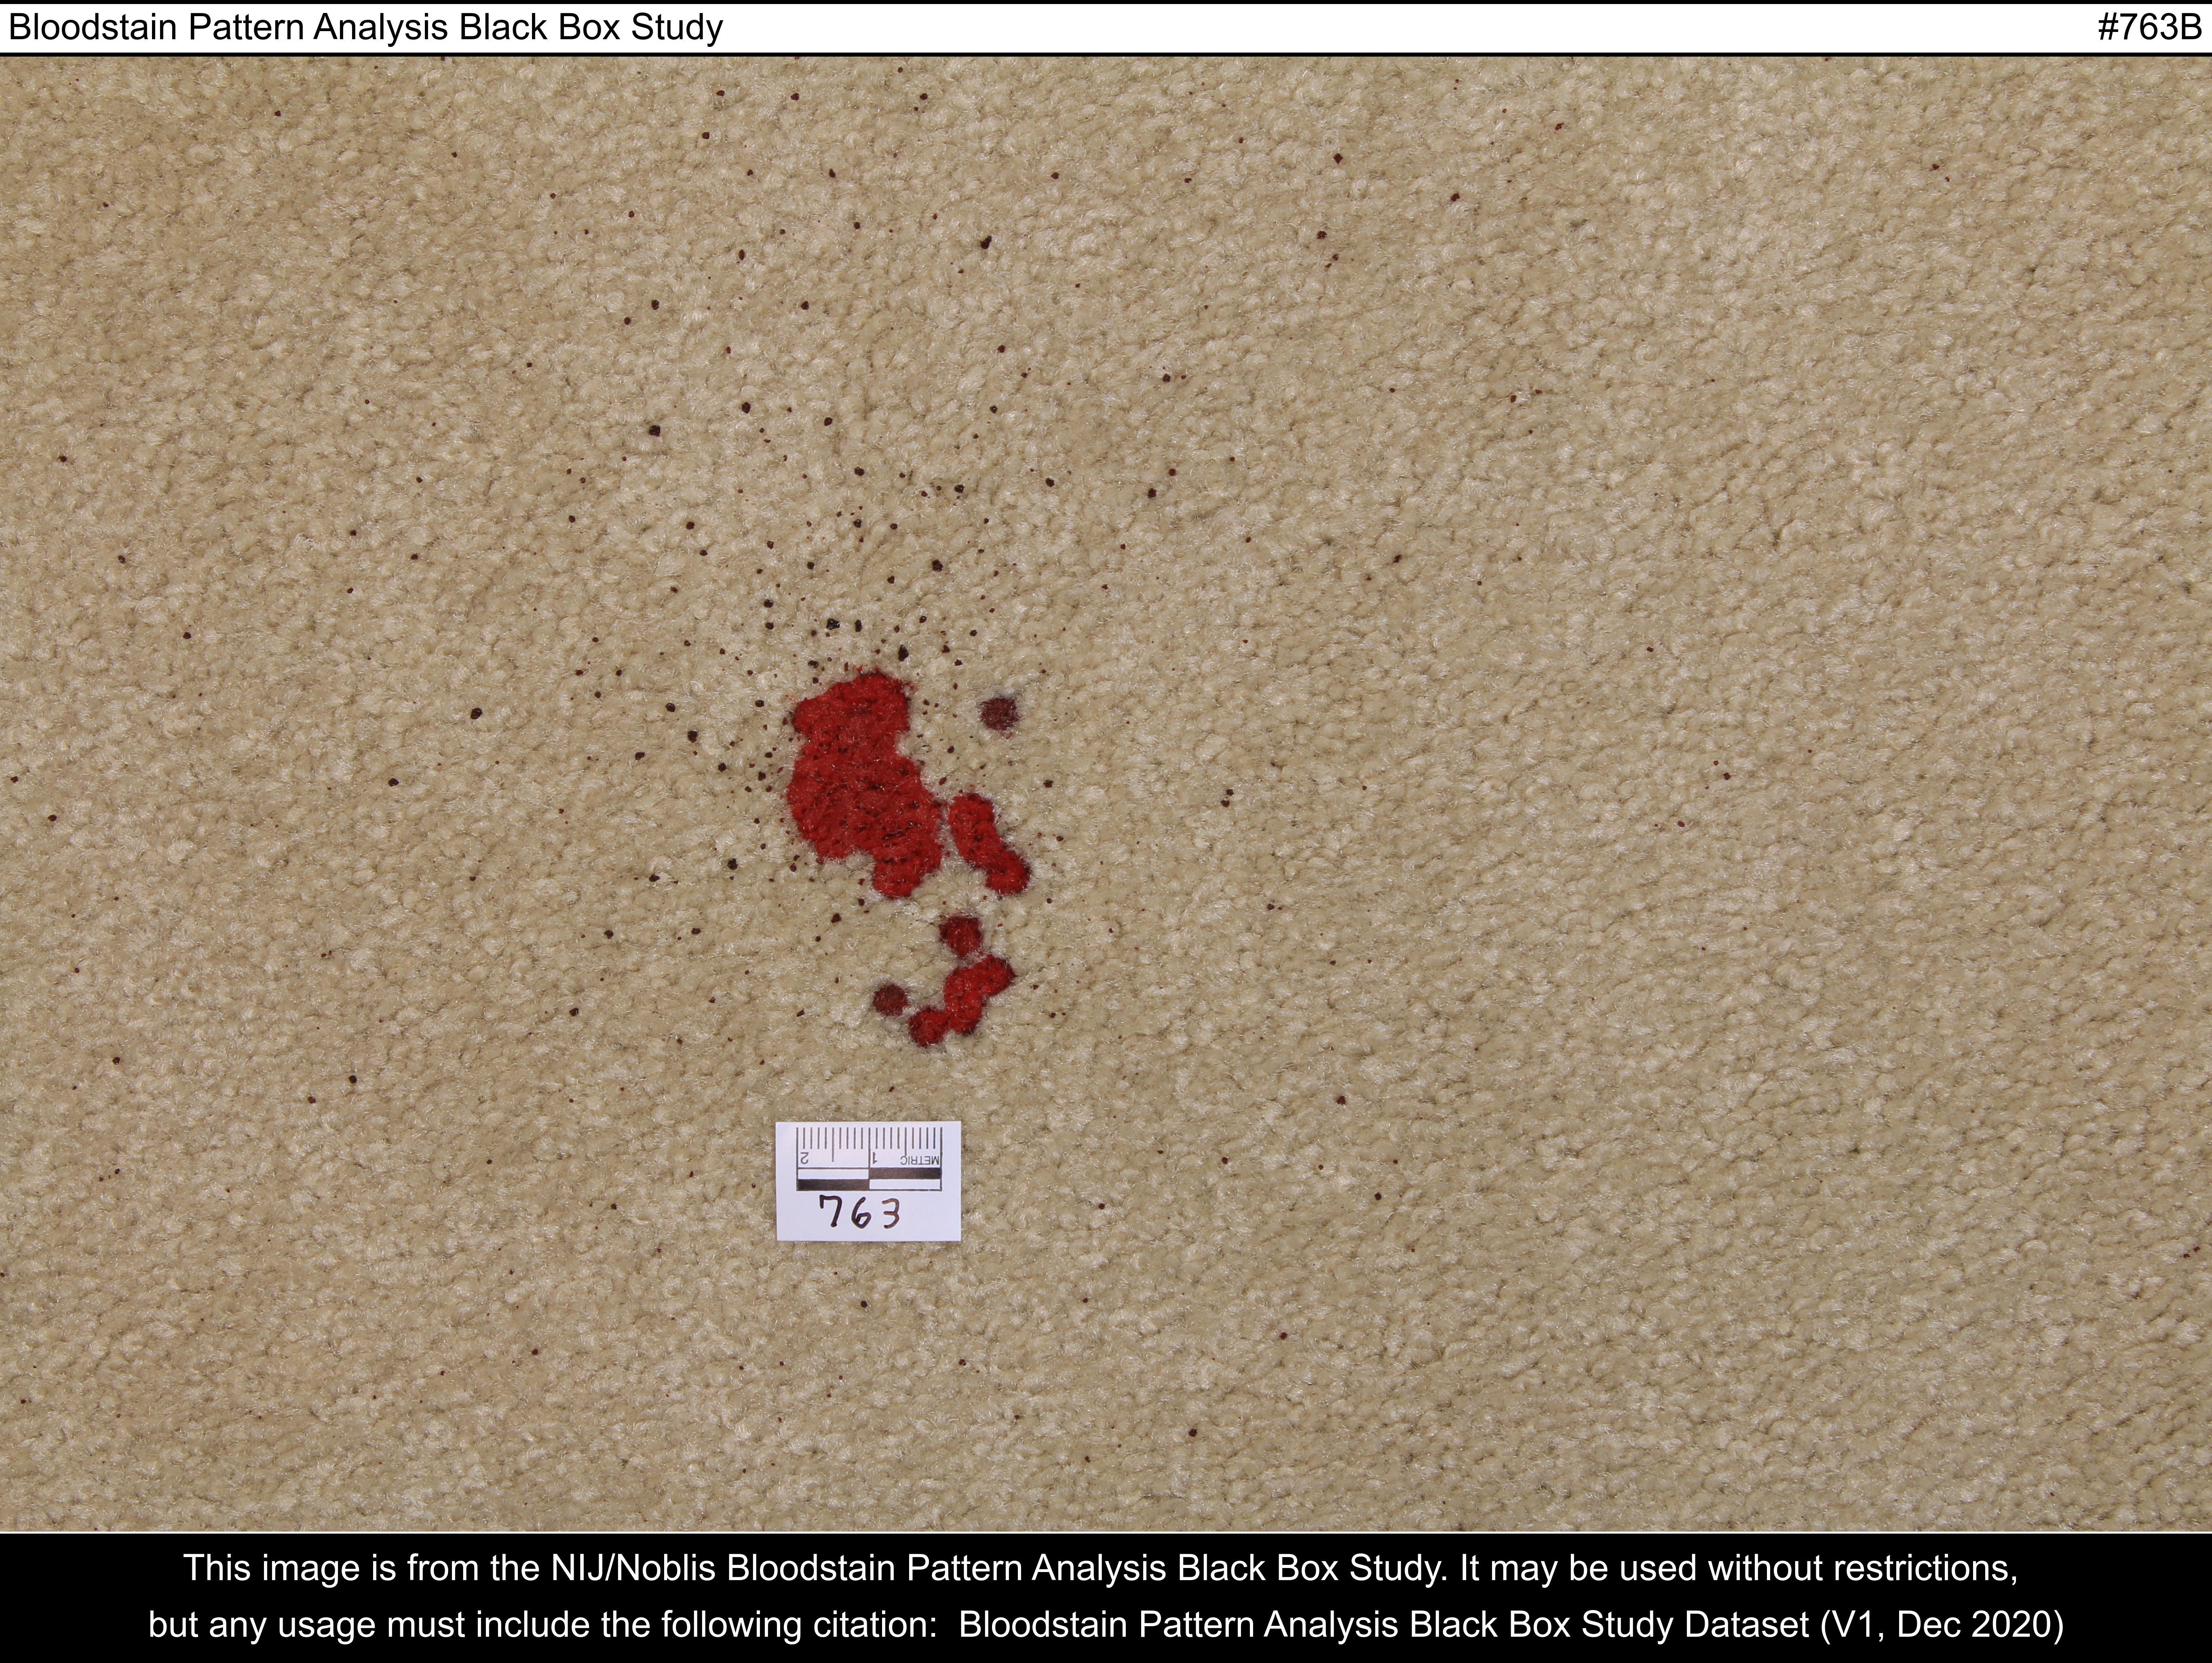 Bloodstain Pattern Analysis Black Box Study #763B
2 1 METRIC
763
This image is from the NIJ/Noblis Bloodstain Pattern Analysis Black Box Study. It may be used without restrictions,
but any usage must include the following citation:  Bloodstain Pattern Analysis Black Box Study Dataset (V1, Dec 2020)